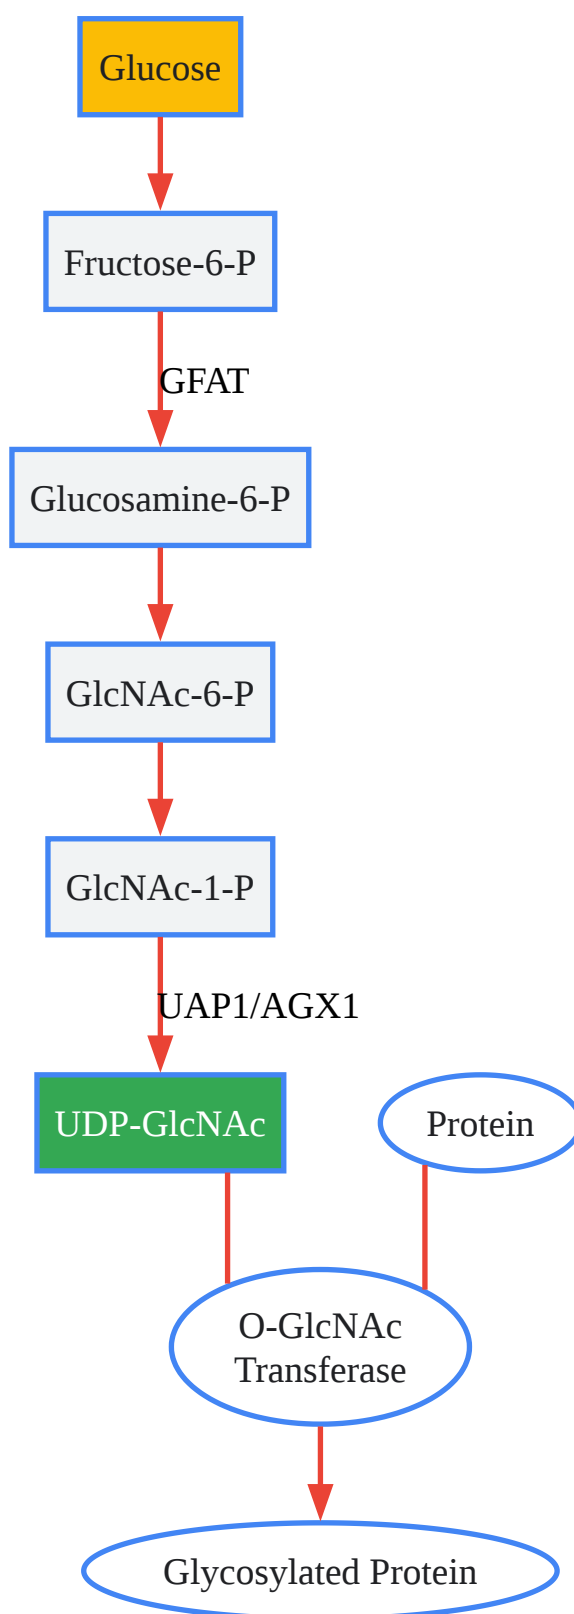 Glucose
Fructose-6-P
GFAT
Glucosamine-6-P
GlcNAc-6-P
GlcNAc-1-P
UAP1/AGX1
UDP-GlcNAc
Protein
O-GlcNAc
Transferase
Glycosylated Protein